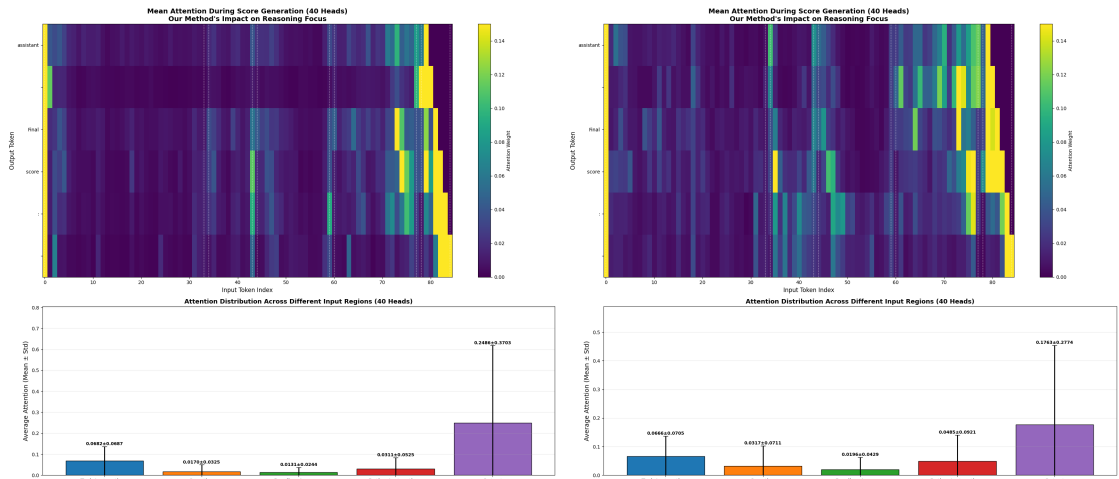 Mean Attention During Score Generation (40 Heads)
Our Method's Impact on Reasoning Focus
assistant
final
score
:
Output Token
0 10 20 30 40 50 60 70 80
Input Token Index
0.14
0.12
0.10
0.08
0.06
0.04
0.02
0.00
Attention Weight
Mean Attention During Score Generation (40 Heads)
Our Method's Impact on Reasoning Focus
assistant
final
score
:
Output Token
0 10 20 30 40 50 60 70 80
Input Token Index
0.14
0.12
0.10
0.08
0.06
0.04
0.02
0.00
Attention Weight
Attention Distribution Across Different Input Regions (40 Heads)
0.8
0.7
0.6
0.5
0.4
0.3
0.2
0.1
0.0
Average Attention (Mean ± Std)
0.0682±0.0687
0.0170±0.0325
0.0131±0.0244
0.0311±0.0525
0.2486±0.3703
Attention Distribution Across Different Input Regions (40 Heads)
0.5
0.4
0.3
0.2
0.1
0.0
Average Attention (Mean ± Std)
0.0666±0.0705
0.0317±0.0711
0.0196±0.0429
0.0485±0.0921
0.1763±0.2774